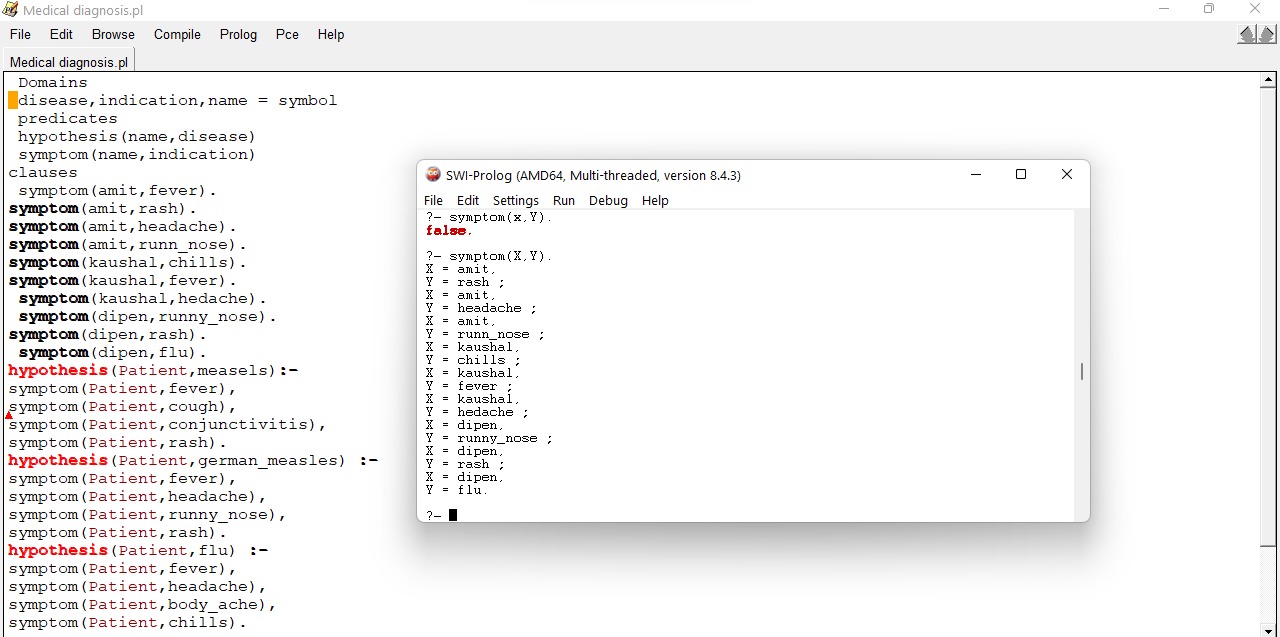 Medical diagnosis.pl
File Edit Browse Compile Prolog Pce Help
Medical diagnosis.pl
Domains
disease,indication,name = symbol
predicates
hypothesis(name,disease)
symptom(name,indication)
clauses
symptom(amit,fever).
symptom(amit,rash).
symptom(amit,headache).
symptom(amit,runn_nose).
symptom(kaushal,chills).
symptom(kaushal,fever).
symptom(kaushal,hedache).
symptom(dipen,runny_nose).
symptom(dipen,rash).
symptom(dipen,flu).
hypothesis(Patient,measels):-
symptom(Patient,fever),
symptom(Patient,cough),
symptom(Patient,conjunctivitis),
symptom(Patient,rash).
hypothesis(Patient,german_measles) :-
symptom(Patient,fever),
symptom(Patient,headache),
symptom(Patient,runny_nose),
symptom(Patient,rash).
hypothesis(Patient,flu) :-
symptom(Patient,fever),
symptom(Patient,headache),
symptom(Patient,body_ache),
symptom(Patient,chills).
SWI-Prolog (AMD64, Multi-threaded, version 8.4.3)
File Edit Settings Run Debug Help
?- symptom(x,Y).
false.
?- symptom(X,Y).
X = amit,
Y = rash ;
X = amit,
Y = headache ;
X = amit,
Y = runn_nose ;
X = kaushal,
Y = chills ;
X = kaushal,
Y = fever ;
X = kaushal,
Y = hedache ;
X = dipen,
Y = runny_nose ;
X = dipen,
Y = rash ;
X = dipen,
Y = flu.
?-